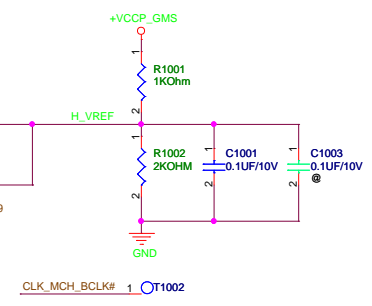 +VCCP_GMS
1
R1001
1KOhm
2
H_VREF
1
R1002
2KOHM
2
1
C1001
0.1UF/10V
2
1
C1003
0.1UF/10V
@
2
9
GND
CLK_MCH_BCLK# 1 T1002